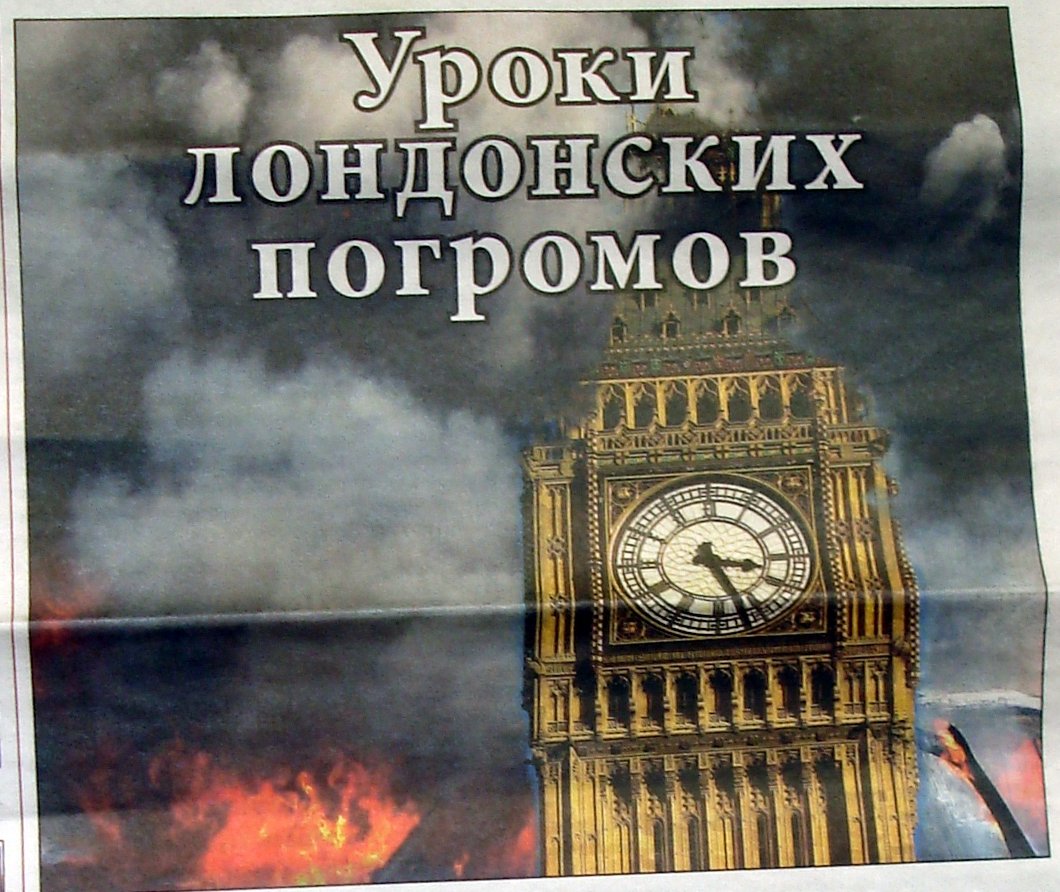 Уроки
лондонских
погромов